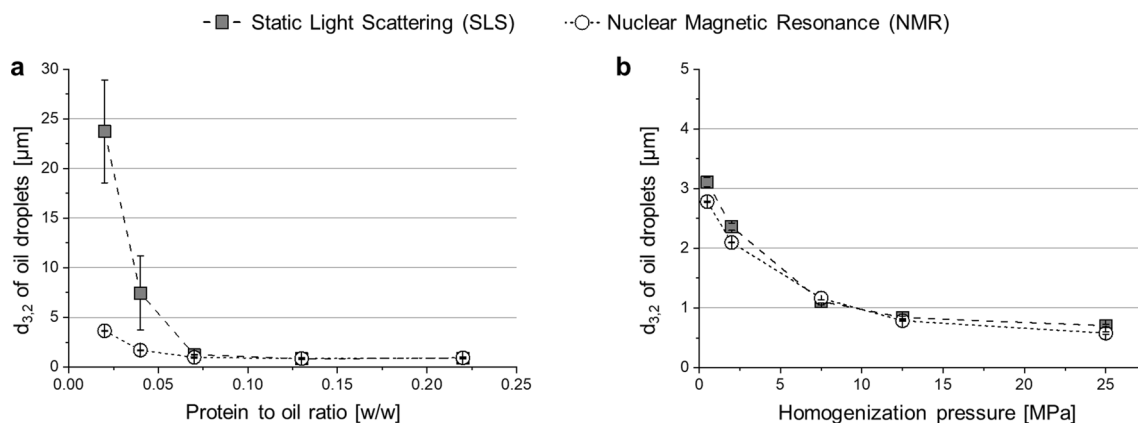 Static Light Scattering (SLS) Nuclear Magnetic Resonance (NMR)
a
30
25
20
15
10
5
0
d3,2 of oil droplets [µm]
0.00 0.05 0.10 0.15 0.20 0.25
Protein to oil ratio [w/w]
b
5
4
3
2
1
0
d3,2 of oil droplets [µm]
0 5 10 15 20 25
Homogenization pressure [MPa]